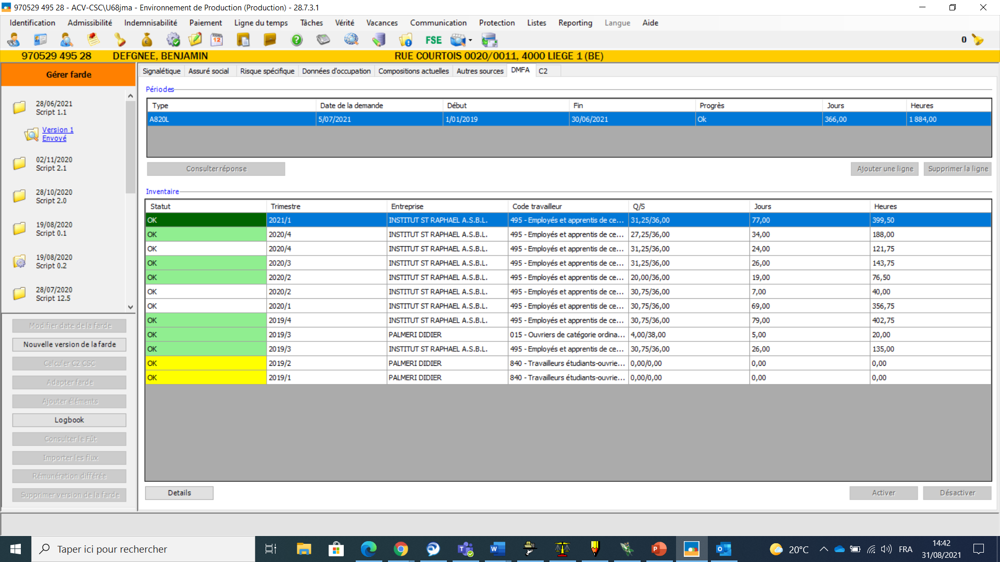 970529 495 28 - ACV-CSC\U68jma - Environnement de Production (Production) - 28.7.3.1
Identification Admissibilité Indemnisabilité Paiement Ligne du temps Tâches Vérité Vacances Communication Protection Listes Reporting Langue Aide
12 FSE 0
970529 495 28 DEFGNEE, BENJAMIN RUE COURTOIS 0020/0011, 4000 LIEGE 1 (BE)
Gérer farde
28/06/2021
Script 1.1
Version 1
Envoyé
02/11/2020
Script 2.1
28/10/2020
Script 2.0
19/08/2020
Script 0.1
19/08/2020
Script 0.2
28/07/2020
Script 12.5
Modifier date de la farde
Nouvelle version de la farde
Calculer C2 CSC
Adapter farde
Ajouter éléments
Logbook
Consulter le Fût
Importer les flux
Rémunération différée
Supprimer version de la farde
Signalétique Assuré social Risque spécifique Données d'occupation Compositions actuelles Autres sources DMFA C2
Périodes
Type Date de la demande Début Fin Progrès Jours Heures
A820L 5/07/2021 1/01/2019 30/06/2021 Ok 366,00 1 884,00
Consulter réponse Ajouter une ligne Supprimer la ligne
Inventaire
Statut Trimestre Entreprise Code travailleur Q/S Jours Heures
OK 2021/1 INSTITUT ST RAPHAEL A.S.B.L. 495 - Employés et apprentis de ce... 31,25/36,00 77,00 399,50
OK 2020/4 INSTITUT ST RAPHAEL A.S.B.L. 495 - Employés et apprentis de ce... 27,25/36,00 34,00 188,00
OK 2020/4 INSTITUT ST RAPHAEL A.S.B.L. 495 - Employés et apprentis de ce... 31,25/36,00 24,00 121,75
OK 2020/3 INSTITUT ST RAPHAEL A.S.B.L. 495 - Employés et apprentis de ce... 31,25/36,00 26,00 143,75
OK 2020/2 INSTITUT ST RAPHAEL A.S.B.L. 495 - Employés et apprentis de ce... 20,00/36,00 19,00 76,50
OK 2020/2 INSTITUT ST RAPHAEL A.S.B.L. 495 - Employés et apprentis de ce... 30,75/36,00 7,00 40,00
OK 2020/1 INSTITUT ST RAPHAEL A.S.B.L. 495 - Employés et apprentis de ce... 30,75/36,00 69,00 356,75
OK 2019/4 INSTITUT ST RAPHAEL A.S.B.L. 495 - Employés et apprentis de ce... 30,75/36,00 79,00 402,75
OK 2019/3 PALMERI DIDIER 015 - Ouvriers de catégorie ordina... 4,00/38,00 5,00 20,00
OK 2019/3 INSTITUT ST RAPHAEL A.S.B.L. 495 - Employés et apprentis de ce... 30,75/36,00 26,00 135,00
OK 2019/2 PALMERI DIDIER 840 - Travailleurs étudiants-ouvrie... 0,00/0,00 0,00 0,00
OK 2019/1 PALMERI DIDIER 840 - Travailleurs étudiants-ouvrie... 0,00/0,00 0,00 0,00
Details Activer Désactiver
Taper ici pour rechercher 20°C FRA 14:42
31/08/2021